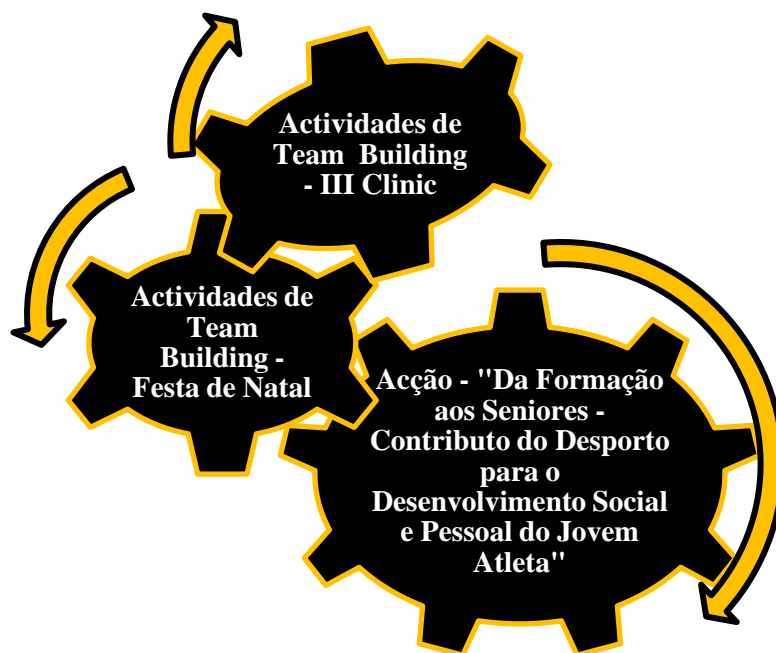 Actividades de
Team Building
- III Clinic
Actividades de
Team
Building -
Festa de Natal
Acção - "Da Formação
aos Seniores -
Contributo do Desporto
para o
Desenvolvimento Social
e Pessoal do Jovem
Atleta"